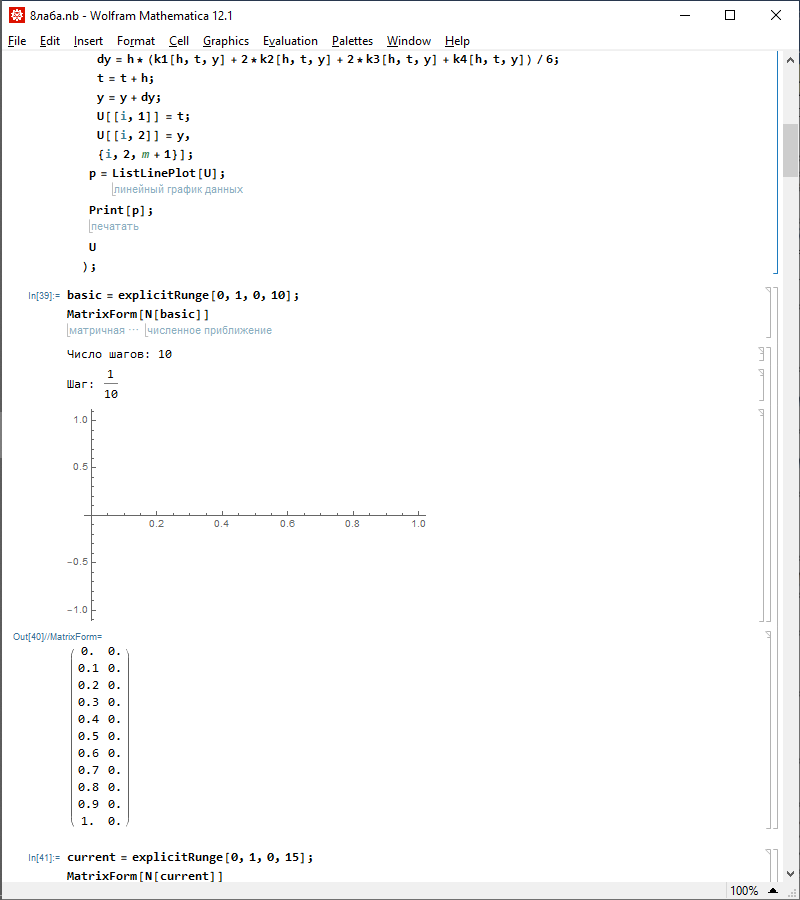 8лаба.nb - Wolfram Mathematica 12.1
File Edit Insert Format Cell Graphics Evaluation Palettes Window Help
dy = h * (k1[h, t, y] + 2 * k2[h, t, y] + 2 * k3[h, t, y] + k4[h, t, y]) / 6;
t = t + h;
y = y + dy;
U[[i, 1]] = t;
U[[i, 2]] = y,
{i, 2, m + 1}];
p = ListLinePlot[U];
линейный график данных
Print[p];
печатать
U
);
In[39]:= basic = explicitRange[0, 1, 0, 10];
MatrixForm[N[basic]]
матричная ⋯ численное приближение
Число шагов: 10
Шаг: 1/10
1.0
0.5
0.2 0.4 0.6 0.8 1.0
-0.5
-1.0
Out[40]//MatrixForm=
0. 0.
0.1 0.
0.2 0.
0.3 0.
0.4 0.
0.5 0.
0.6 0.
0.7 0.
0.8 0.
0.9 0.
1. 0.
In[41]:= current = explicitRange[0, 1, 0, 15];
MatrixForm[N[current]]
100%